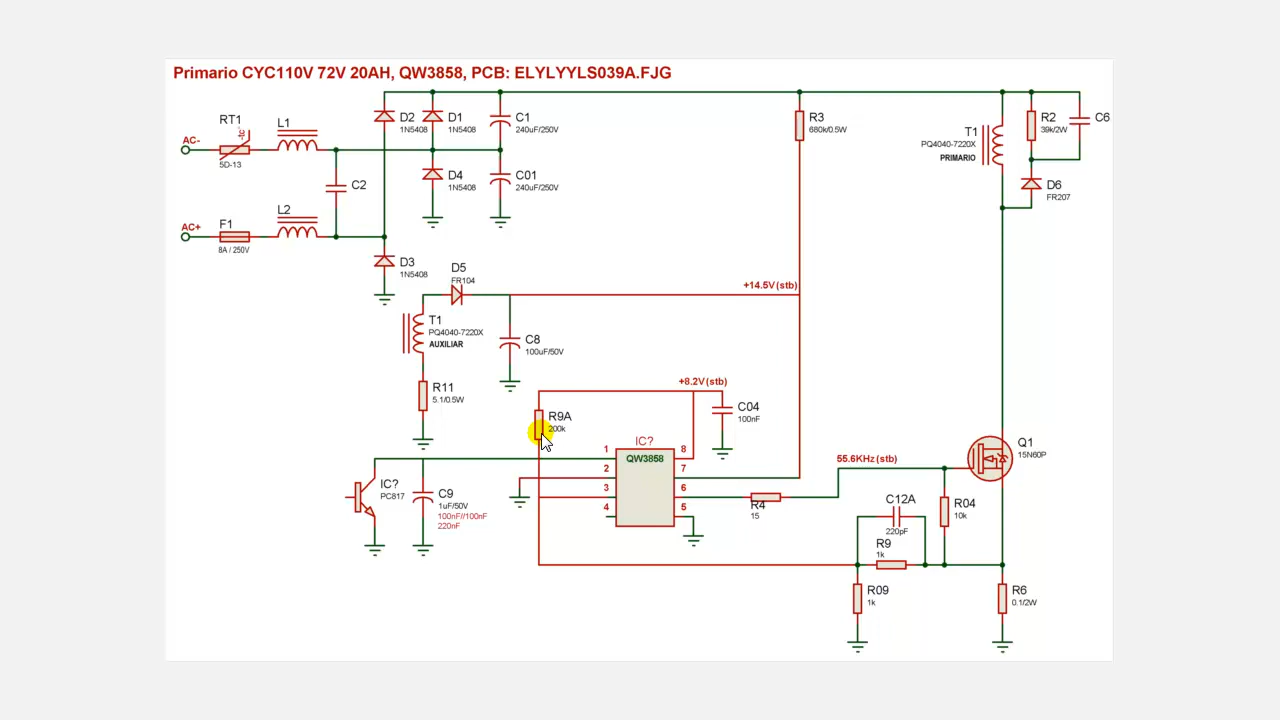 Primario CYC110V 72V 20AH, QW3858, PCB: ELYLYYLS039A.FJG
RT1
-tc
5D-13
AC-
L1
D2
1N5408
D1
1N5408
C1
240uF/250V
R3
680k/0.5W
T1
PQ4040-7220X
PRIMARIO
R2
39k/2W
C6
C2
D4
1N5408
C01
240uF/250V
D6
FR207
AC+
F1
8A / 250V
L2
D3
1N5408
D5
FR104
+14.5V(stb)
T1
PQ4040-7220X
AUXILIAR
C8
100uF/50V
R11
5.1/0.5W
+8.2V(stb)
R9A
200k
C04
100nF
IC?
QW3858
1
2
3
4
8
7
6
5
55.6KHz(stb)
Q1
15N60P
IC?
PC817
C9
1uF/50V
100nF//100nF
220nF
R4
15
C12A
220pF
R04
10k
R9
1k
R09
1k
R6
0.1/2W